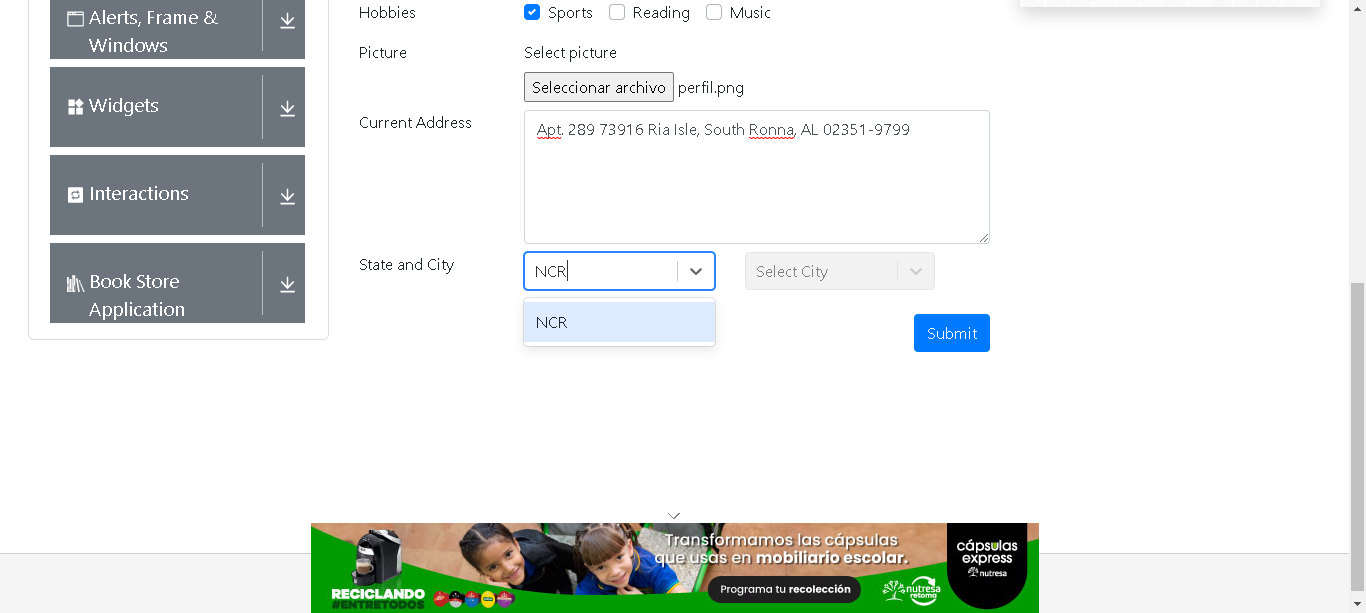 Alerts, Frame &
Windows
Widgets
Interactions
Book Store
Application
Hobbies
Sports Reading Music
Picture
Select picture
Seleccionar archivo perfil.png
Current Address
Apt. 289 73916 Ria Isle, South Ronna, AL 02351-9799
State and City
NCR
Select City
NCR
Submit
Transformamos las cápsulas
que usas en mobiliario escolar.
Programa tu recolección
RECICLANDO
#ENTRETODOS
nutresa
retoma
cápsulas
express
nutresa